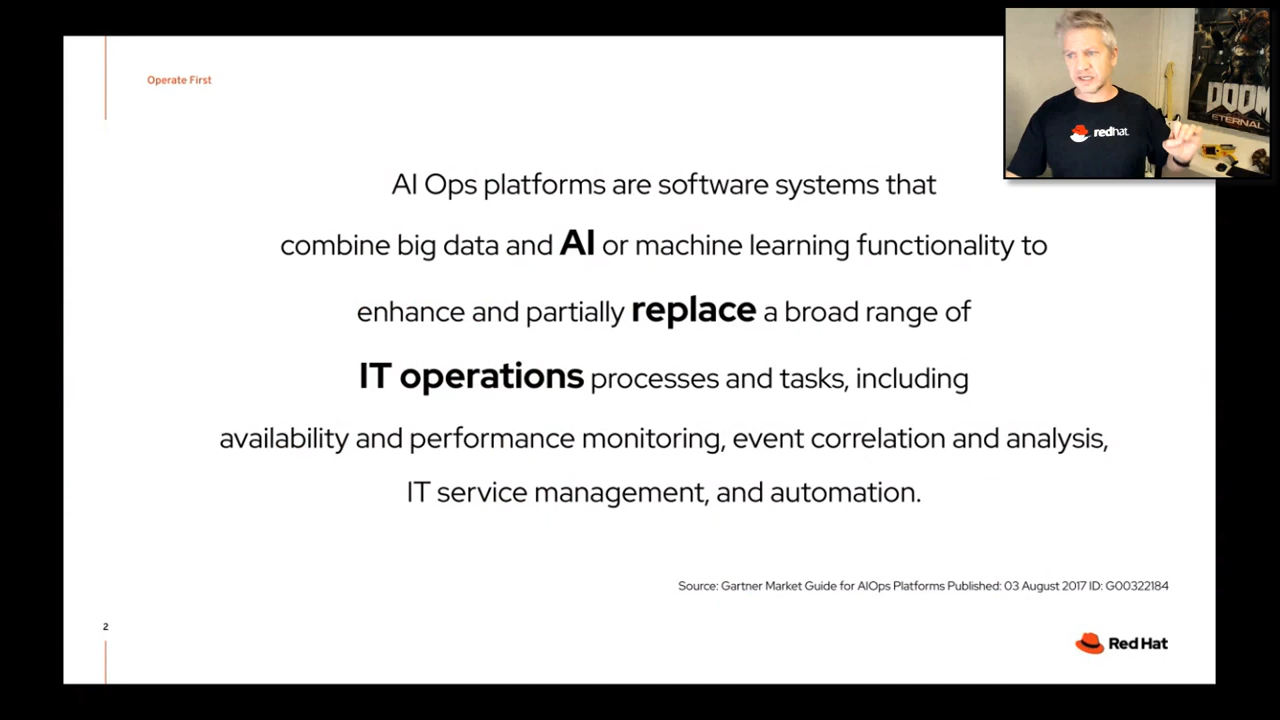 Operate First
AI Ops platforms are software systems that
combine big data and AI or machine learning functionality to
enhance and partially replace a broad range of
IT operations processes and tasks, including
availability and performance monitoring, event correlation and analysis,
IT service management, and automation.
Source: Gartner Market Guide for AIOps Platforms Published: 03 August 2017 ID: G00322184
2
Red Hat
redhat.
DOOM
ETERNAL